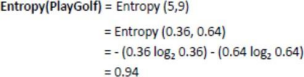 Entropy(PlayGolf) = Entropy (5,9)
= Entropy (0.36, 0.64)
= - (0.36 log₂ 0.36) - (0.64 log₂ 0.64)
= 0.94